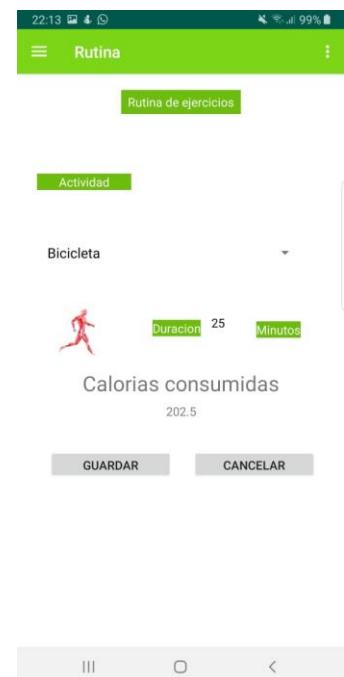 22:13 99%
Rutina
Rutina de ejercicios
Actividad
Bicicleta
Duracion 25 Minutos
Calorias consumidas
202.5
GUARDAR CANCELAR